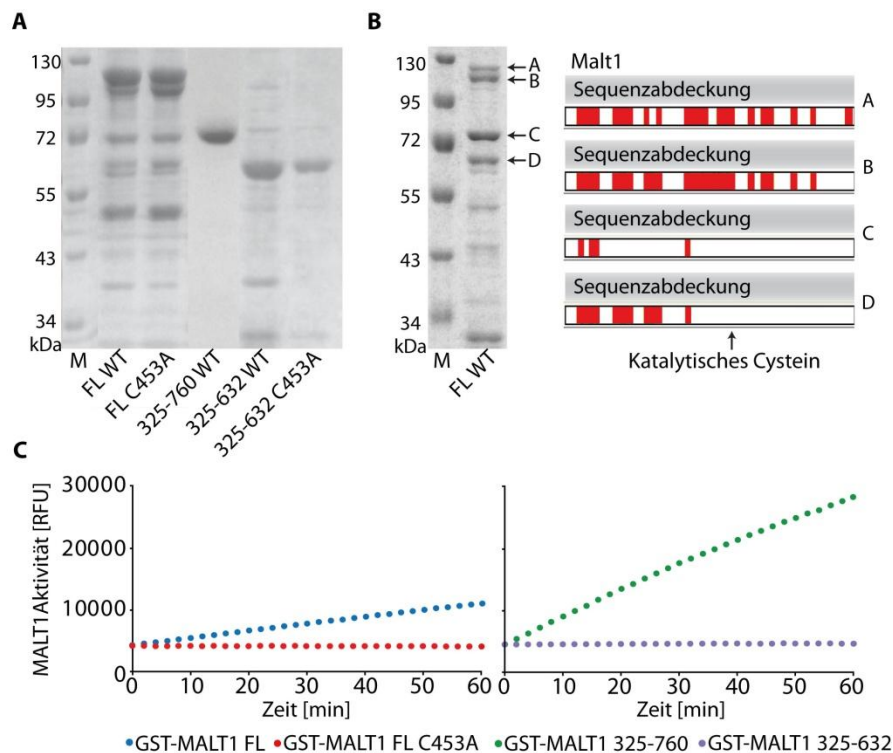 A
130
95
72
55
43
34
kDa
M
FL WT
FL C453A
325-760 WT
325-632 WT
325-632 C453A
B
130
95
72
55
43
34
kDa
M
FL WT
A
B
C
D
Malt1
Sequenzabdeckung
A
Sequenzabdeckung
B
Sequenzabdeckung
C
Sequenzabdeckung
D
Katalytisches Cystein
C
MALT1Aktivität [RFU]
30000
20000
10000
0
0 10 20 30 40 50 60
Zeit [min]
0 10 20 30 40 50 60
Zeit [min]
GST-MALT1 FL GST-MALT1 FL C453A GST-MALT1 325-760 GST-MALT1 325-632